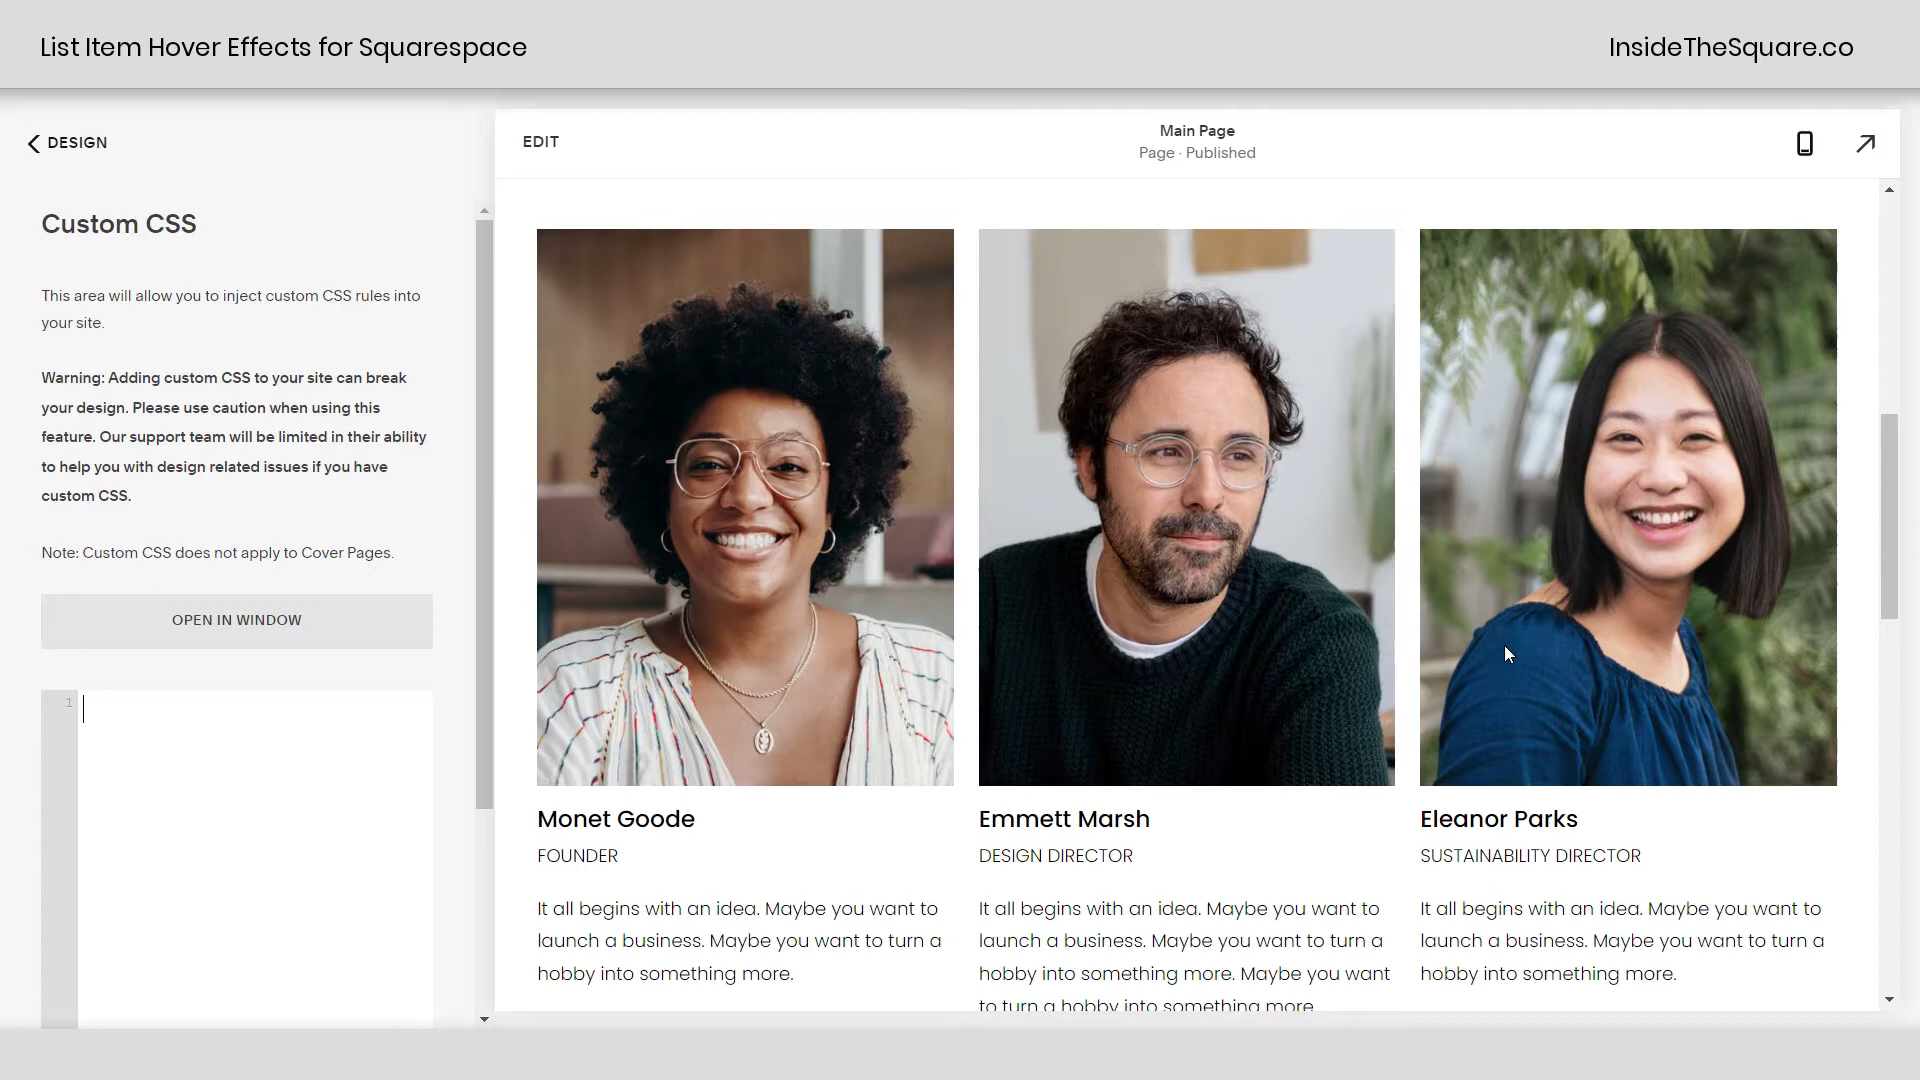 List Item Hover Effects for Squarespace
InsideTheSquare.co
DESIGN
Custom CSS
This area will allow you to inject custom CSS rules into
your site.
Warning: Adding custom CSS to your site can break
your design. Please use caution when using this
feature. Our support team will be limited in their ability
to help you with design related issues if you have
custom CSS.
Note: Custom CSS does not apply to Cover Pages.
OPEN IN WINDOW
1
EDIT
Main Page
Page · Published
Monet Goode
FOUNDER
It all begins with an idea. Maybe you want to
launch a business. Maybe you want to turn a
hobby into something more.
Emmett Marsh
DESIGN DIRECTOR
It all begins with an idea. Maybe you want to
launch a business. Maybe you want to turn a
hobby into something more. Maybe you want
to turn a hobby into something more
Eleanor Parks
SUSTAINABILITY DIRECTOR
It all begins with an idea. Maybe you want to
launch a business. Maybe you want to turn a
hobby into something more.